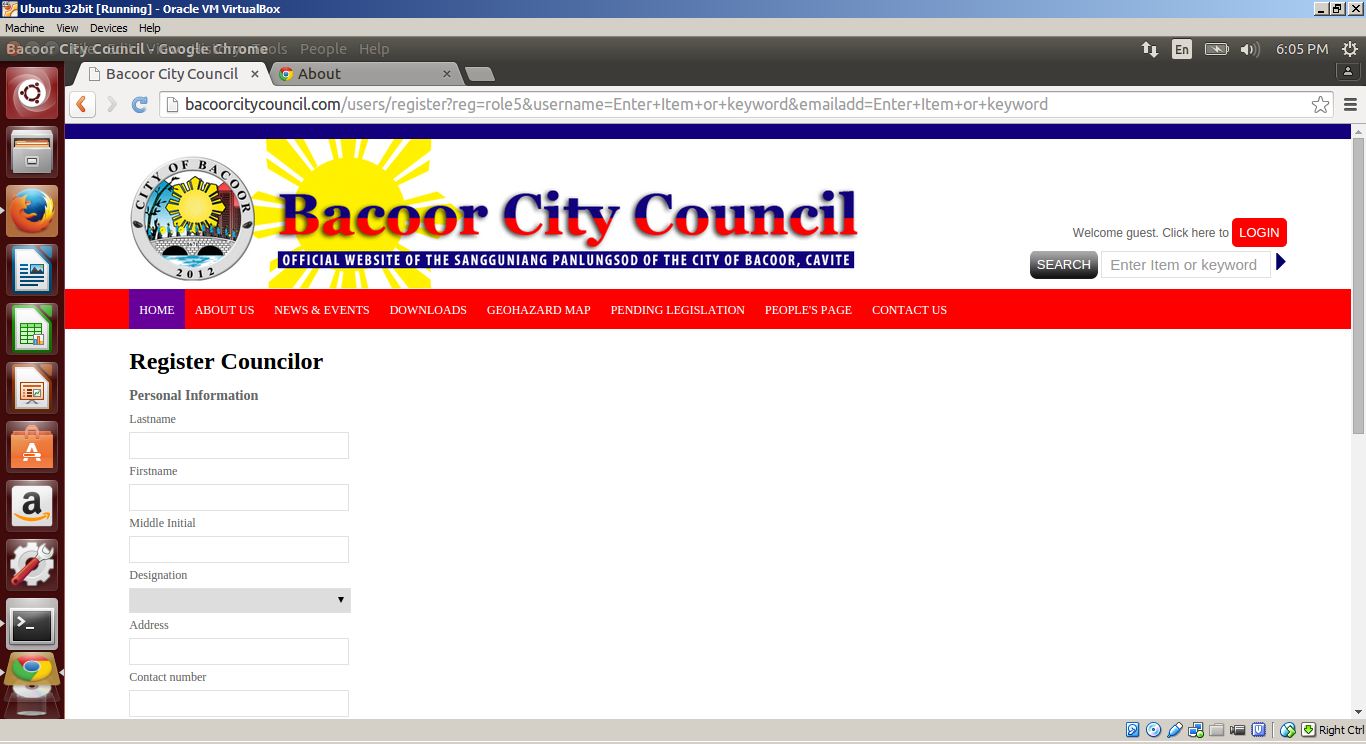 Ubuntu 32bit [Running] - Oracle VM VirtualBox
Machine View Devices Help
Bacoor City Council - Google Chrome People Help
En 6:05 PM
Bacoor City Council × About ×
bacoorcitycouncil.com/users/register?reg=role5&username=Enter+Item+or+keyword&emailadd=Enter+Item+or+keyword
CITY OF BACOOR
2012
Bacoor City Council
OFFICIAL WEBSITE OF THE SANGGUNIANG PANLUNGSOD OF THE CITY OF BACOOR, CAVITE
Welcome guest. Click here to LOGIN
SEARCH Enter Item or keyword
HOME ABOUT US NEWS & EVENTS DOWNLOADS GEOHAZARD MAP PENDING LEGISLATION PEOPLE'S PAGE CONTACT US
Register Councilor
Personal Information
Lastname
Firstname
Middle Initial
Designation
Address
Contact number
Right Ctrl